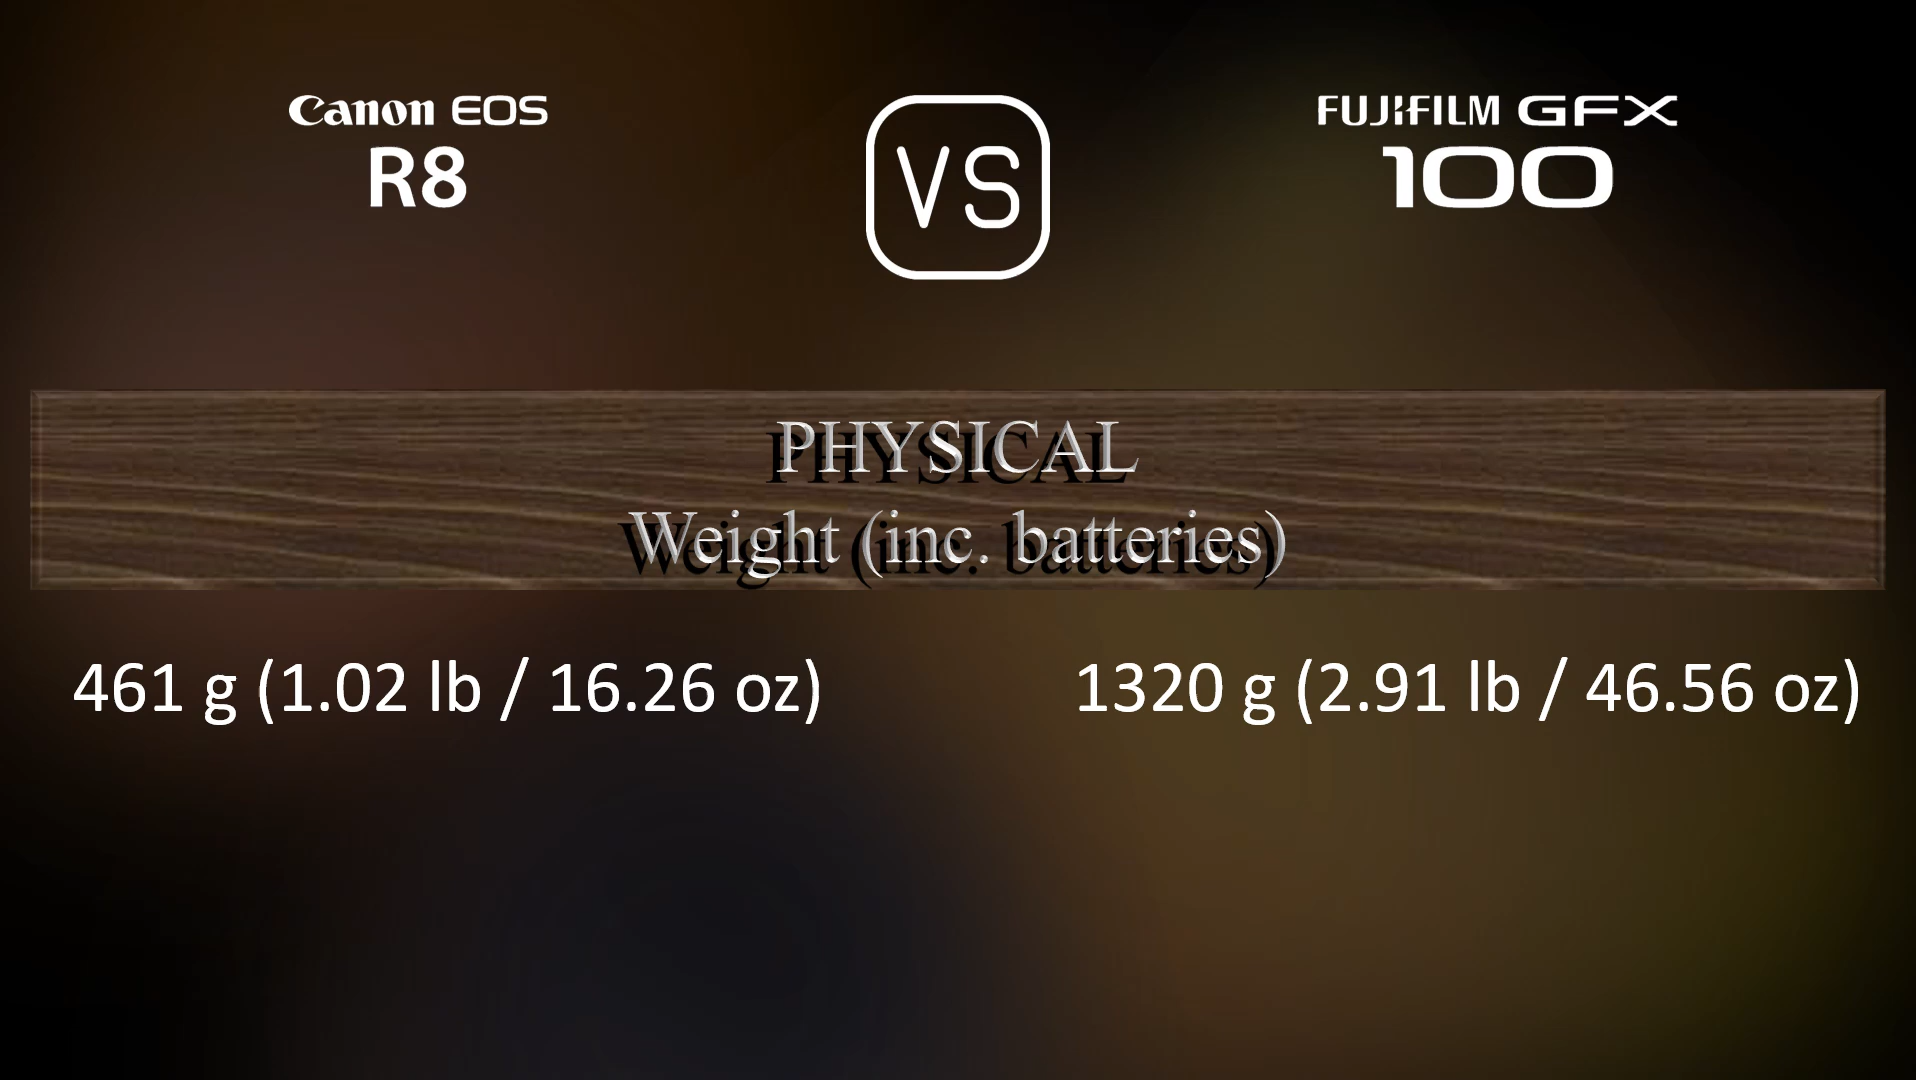 Canon EOS
R8
VS
FUJIFILM GFX
100
PHYSICAL
Weight (inc. batteries)
461 g (1.02 lb / 16.26 oz)
1320 g (2.91 lb / 46.56 oz)